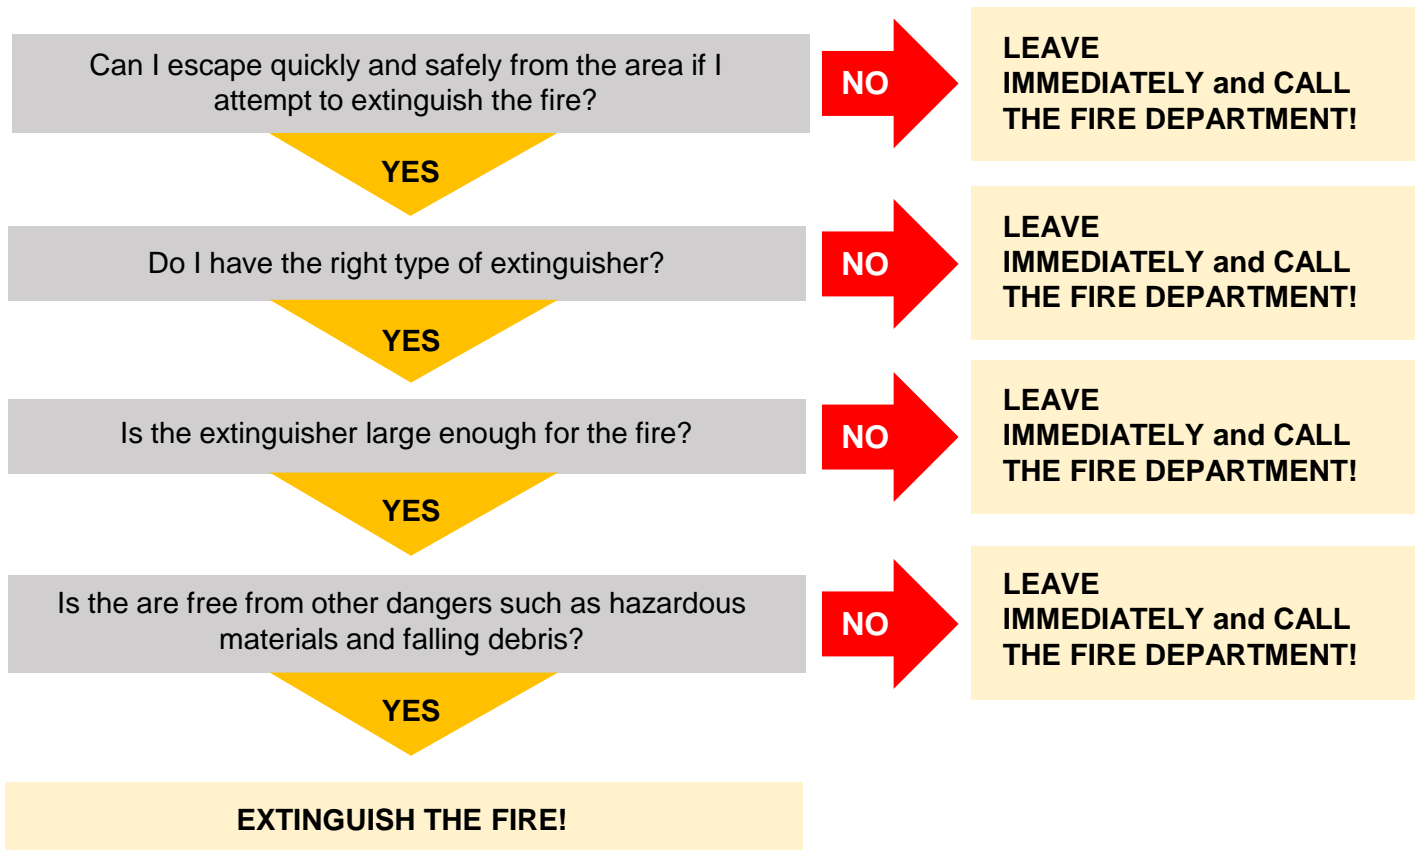 Can I escape quickly and safely from the area if I
attempt to extinguish the fire?
NO
LEAVE
IMMEDIATELY and CALL
THE FIRE DEPARTMENT!
YES
Do I have the right type of extinguisher?
NO
LEAVE
IMMEDIATELY and CALL
THE FIRE DEPARTMENT!
YES
Is the extinguisher large enough for the fire?
NO
LEAVE
IMMEDIATELY and CALL
THE FIRE DEPARTMENT!
YES
Is the are free from other dangers such as hazardous
materials and falling debris?
NO
LEAVE
IMMEDIATELY and CALL
THE FIRE DEPARTMENT!
YES
EXTINGUISH THE FIRE!